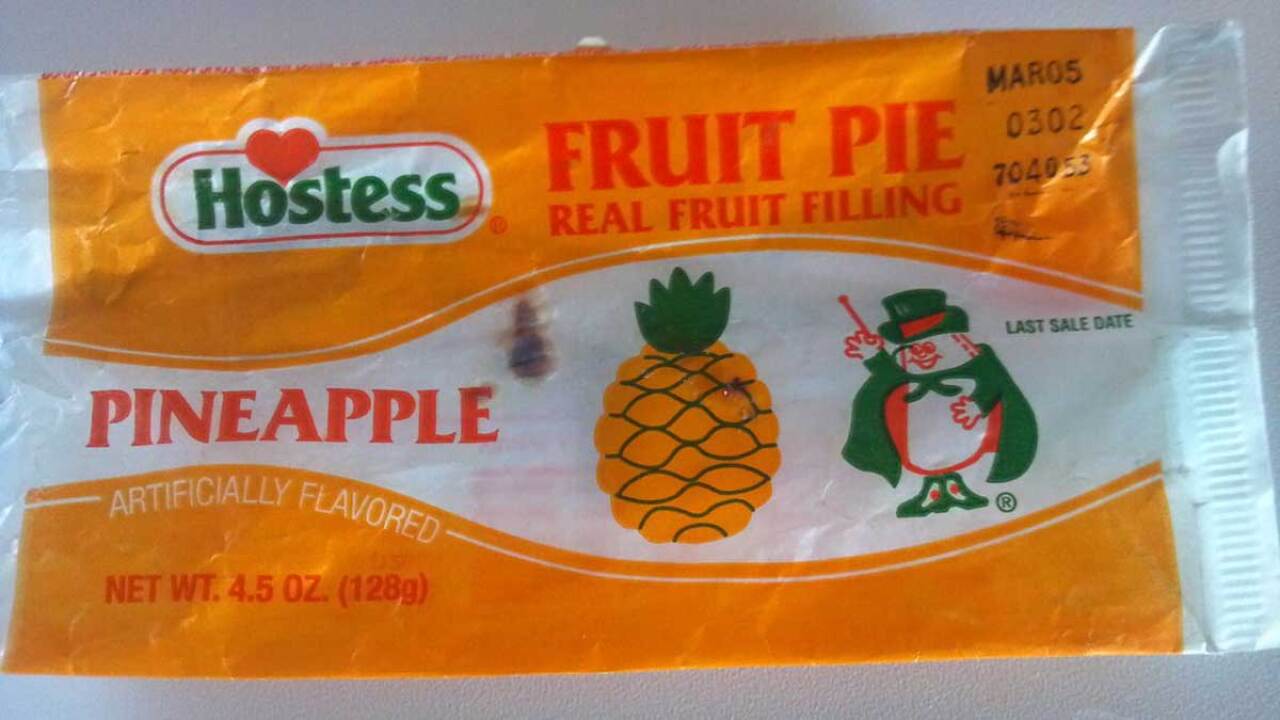 Hostess®
FRUIT PIE
REAL FRUIT FILLING
MAR05
0302
704053
LAST SALE DATE
PINEAPPLE
®
ARTIFICIALLY FLAVORED
NET WT. 4.5 OZ. (128g)